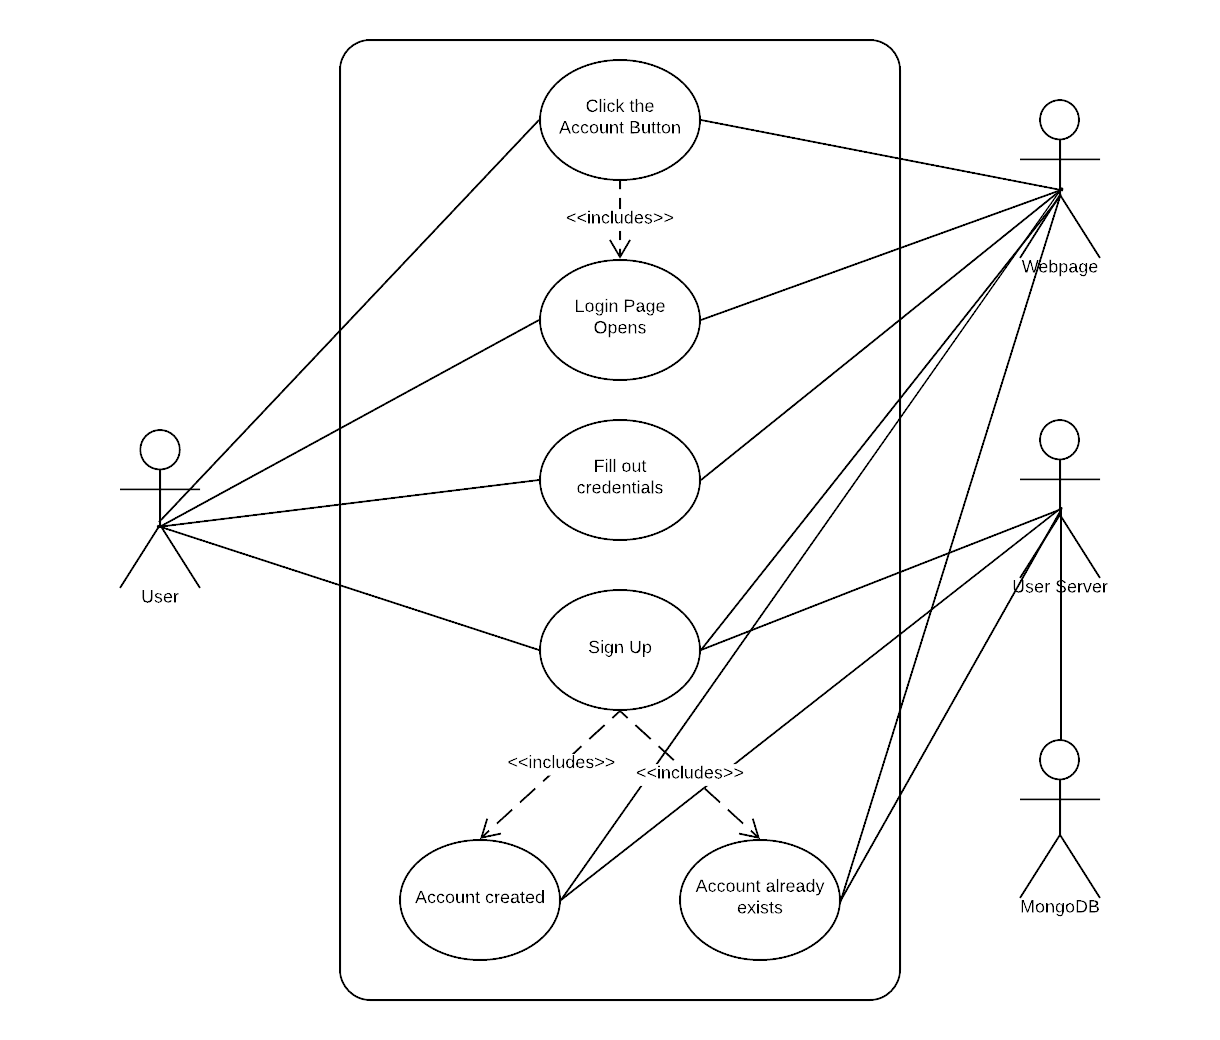 Click the
Account Button
<<includes>>
Webpage
Login Page
Opens
Fill out
credentials
User
User Server
Sign Up
<<includes>>
<<includes>>
Account created
Account already
exists
MongoDB